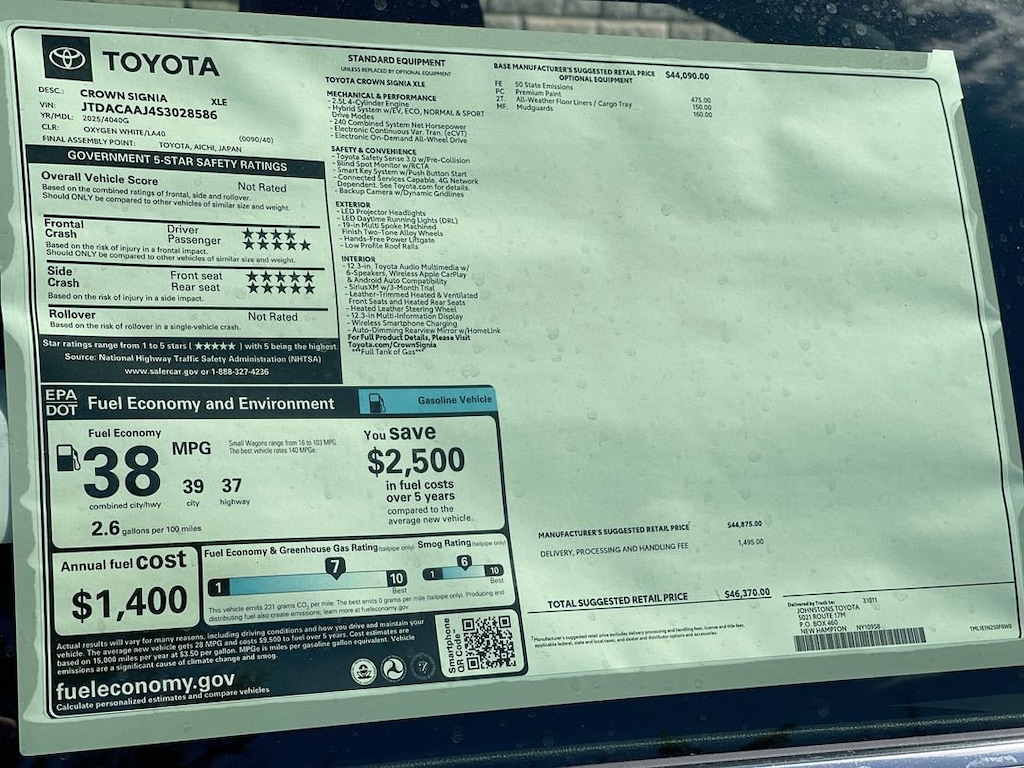 TOYOTA
DESC.: CROWN SIGNIA XLE
VIN: JTDACAAJ4S3028586
YR/MDL: 2025/4040G
CLR: OXYGEN WHITE/LA40 (0090/40)
FINAL ASSEMBLY POINT: TOYOTA, AICHI, JAPAN
GOVERNMENT 5-STAR SAFETY RATINGS
Overall Vehicle Score Not Rated
Based on the combined ratings of frontal, side and rollover.
Should ONLY be compared to other vehicles of similar size and weight.
Frontal Crash Driver ★★★★
Passenger ★★★★★
Based on the risk of injury in a frontal impact.
Should ONLY be compared to other vehicles of similar size and weight.
Side Crash Front seat ★★★★★
Rear seat ★★★★★
Based on the risk of injury in a side impact.
Rollover Not Rated
Based on the risk of rollover in a single-vehicle crash.
Star ratings range from 1 to 5 stars (★★★★★) with 5 being the highest.
Source: National Highway Traffic Safety Administration (NHTSA)
www.safercar.gov or 1-888-327-4236
STANDARD EQUIPMENT
UNLESS REPLACED BY OPTIONAL EQUIPMENT
TOYOTA CROWN SIGNIA XLE
MECHANICAL & PERFORMANCE
- 2.5L 4-Cylinder Engine
- Hybrid System w/EV, ECO, NORMAL & SPORT
Drive Modes
- 240 Combined System Net Horsepower
- Electronic Continuous Var. Tran. (eCVT)
- Electronic On-Demand All-Wheel Drive
SAFETY & CONVENIENCE
- Toyota Safety Sense 3.0 w/Pre-Collision
- Blind Spot Monitor w/RCTA
- Smart Key System w/Push Button Start
- Connected Services Capable, 4G Network
Dependent. See Toyota.com for details.
- Backup Camera w/Dynamic Gridlines
EXTERIOR
- LED Projector Headlights
- LED Daytime Running Lights (DRL)
- 19-in Multi Spoke Machined
Finish Two-Tone Alloy Wheels
- Hands-Free Power Liftgate
- Low Profile Roof Rails
INTERIOR
- 12.3-in. Toyota Audio Multimedia w/
6-Speakers, Wireless Apple CarPlay
& Android Auto Compatibility
- SiriusXM w/3-Month Trial
- Leather-Trimmed Heated & Ventilated
Front Seats and Heated Rear Seats
- Heated Leather Steering Wheel
- 12.3-in Multi-Information Display
- Wireless Smartphone Charging
- Auto-Dimming Rearview Mirror w/HomeLink
For Full Product Details, Please Visit
Toyota.com/CrownSignia
***Full Tank of Gas***
BASE MANUFACTURER'S SUGGESTED RETAIL PRICE $44,090.00
OPTIONAL EQUIPMENT
FE 50 State Emissions
PC Premium Paint 475.00
2T. All-Weather Floor Liners / Cargo Tray 150.00
MF. Mudguards 160.00
EPA DOT Fuel Economy and Environment Gasoline Vehicle
Fuel Economy
38 MPG
Small Wagons range from 16 to 103 MPG.
The best vehicle rates 140 MPGe.
39 city 37 highway
combined city/hwy
2.6 gallons per 100 miles
You save
$2,500
in fuel costs
over 5 years
compared to the
average new vehicle.
Annual fuel cost
$1,400
Fuel Economy & Greenhouse Gas Rating (tailpipe only)
1 7 10
Best
Smog Rating (tailpipe only)
1 6 10
Best
This vehicle emits 231 grams CO2 per mile. The best emits 0 grams per mile (tailpipe only). Producing and
distributing fuel also create emissions; learn more at fueleconomy.gov.
Actual results will vary for many reasons, including driving conditions and how you drive and maintain your
vehicle. The average new vehicle gets 28 MPG and costs $9,500 to fuel over 5 years. Cost estimates are
based on 15,000 miles per year at $3.50 per gallon. MPGe is miles per gasoline gallon equivalent. Vehicle
emissions are a significant cause of climate change and smog.
fueleconomy.gov
Calculate personalized estimates and compare vehicles
Smartphone
QR Code
MANUFACTURER'S SUGGESTED RETAIL PRICE $44,875.00
DELIVERY, PROCESSING AND HANDLING FEE 1,495.00
TOTAL SUGGESTED RETAIL PRICE $46,370.00
Delivered by Truck to: 31011
JOHNSTONS TOYOTA
5021 ROUTE 17M
P.O. BOX 460
NEW HAMPTON NY10958